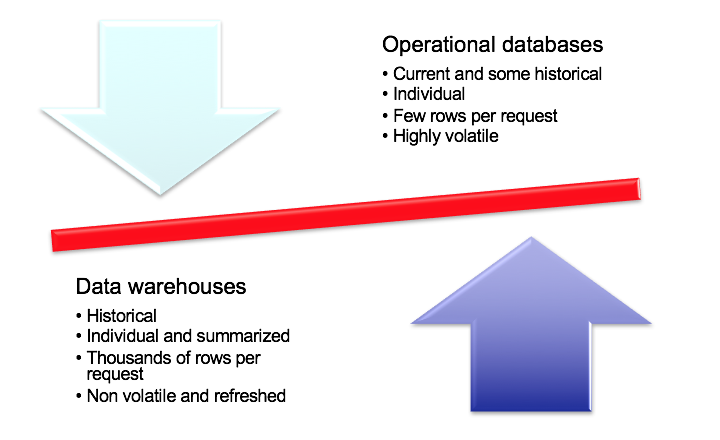 Operational databases
• Current and some historical
• Individual
• Few rows per request
• Highly volatile
Data warehouses
• Historical
• Individual and summarized
• Thousands of rows per
request
• Non volatile and refreshed